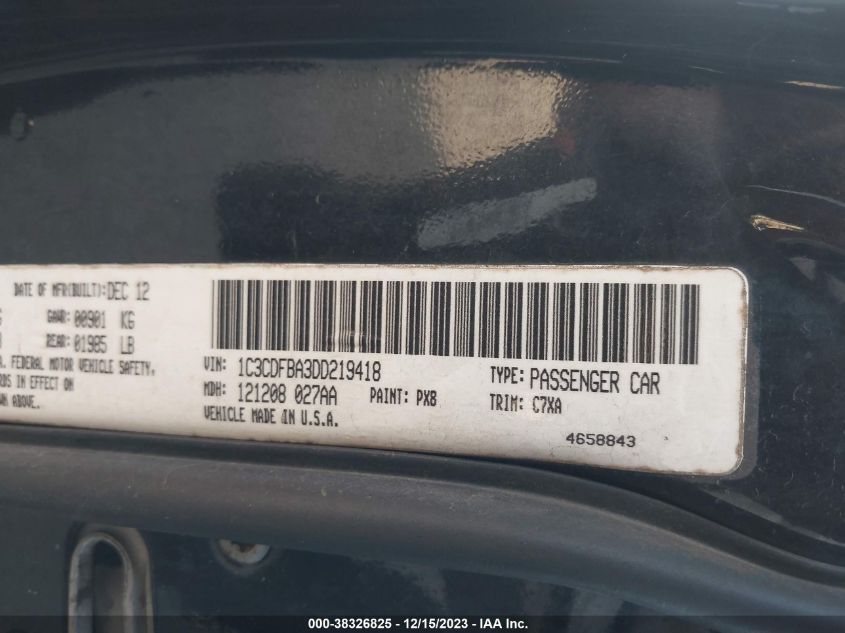 DATE OF MFR(BUILT): DEC 12
GAWR: 00901 KG
REAR: 01985 LB
FEDERAL MOTOR VEHICLE SAFETY,
IN EFFECT ON
ABOVE.
VIN: 1C3CDFBA3DD219418
TYPE: PASSENGER CAR
MDH: 121208 027AA PAINT: PX8 TRIM: C7XA
VEHICLE MADE IN U.S.A.
4658843
000-38326825 - 12/15/2023 - IAA Inc.